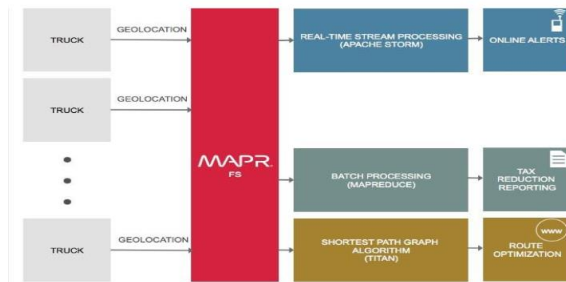 TRUCK
GEOLOCATION
REAL-TIME STREAM PROCESSING
(APACHE STORM)
ONLINE ALERTS
TRUCK
GEOLOCATION
MAPR
FS
BATCH PROCESSING
(MAPREDUCE)
TAX
REDUCTION
REPORTING
TRUCK
GEOLOCATION
SHORTEST PATH GRAPH
ALGORITHM
(TITAN)
www
ROUTE
OPTIMIZATION